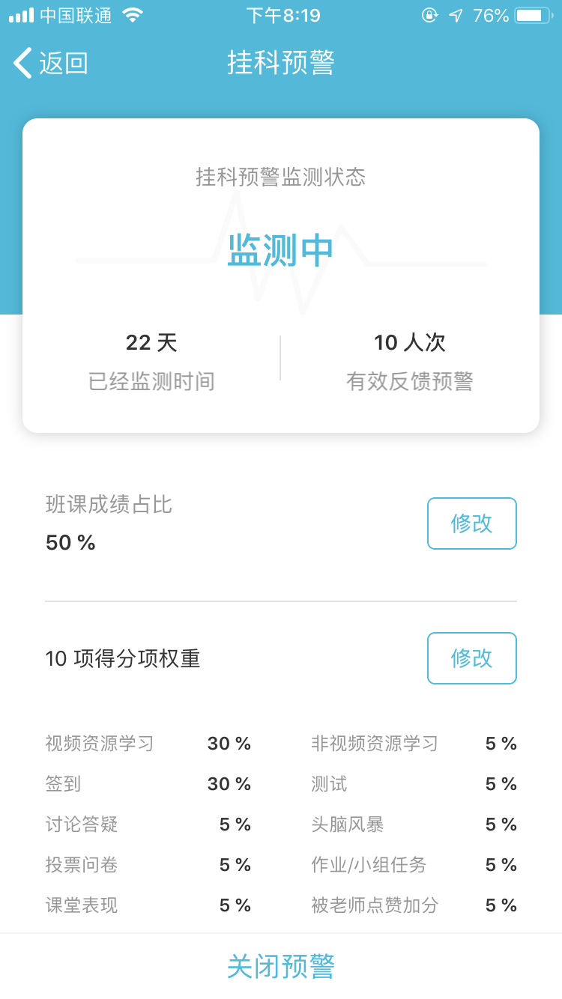 中国联通 下午8:19 76%
返回 挂科预警
挂科预警监测状态
监测中
22 天 10 人次
已经监测时间 有效反馈预警
班课成绩占比
50 %
修改
10 项得分项权重 修改
视频资源学习 30 % 非视频资源学习 5 %
签到 30 % 测试 5 %
讨论答疑 5 % 头脑风暴 5 %
投票问卷 5 % 作业/小组任务 5 %
课堂表现 5 % 被老师点赞加分 5 %
关闭预警